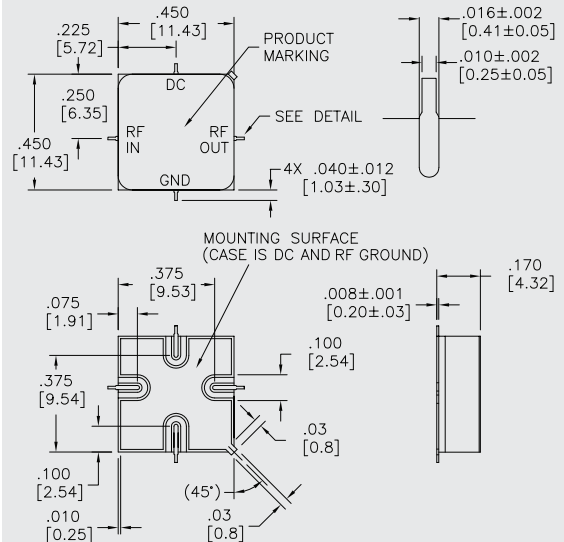 .450
[11.43]
.225
[5.72]
PRODUCT
MARKING
.016±.002
[0.41±0.05]
.010±.002
[0.25±0.05]
DC
.250
[6.35]
SEE DETAIL
RF
IN
RF
OUT
.450
[11.43]
GND
4X .040±.012
[1.03±.30]
MOUNTING SURFACE
(CASE IS DC AND RF GROUND)
.375
[9.53]
.075
[1.91]
.170
[4.32]
.008±.001
[0.20±.03]
.100
[2.54]
.375
[9.54]
.03
[0.8]
.100
[2.54]
(45°)
.010
[0.25]
.03
[0.8]